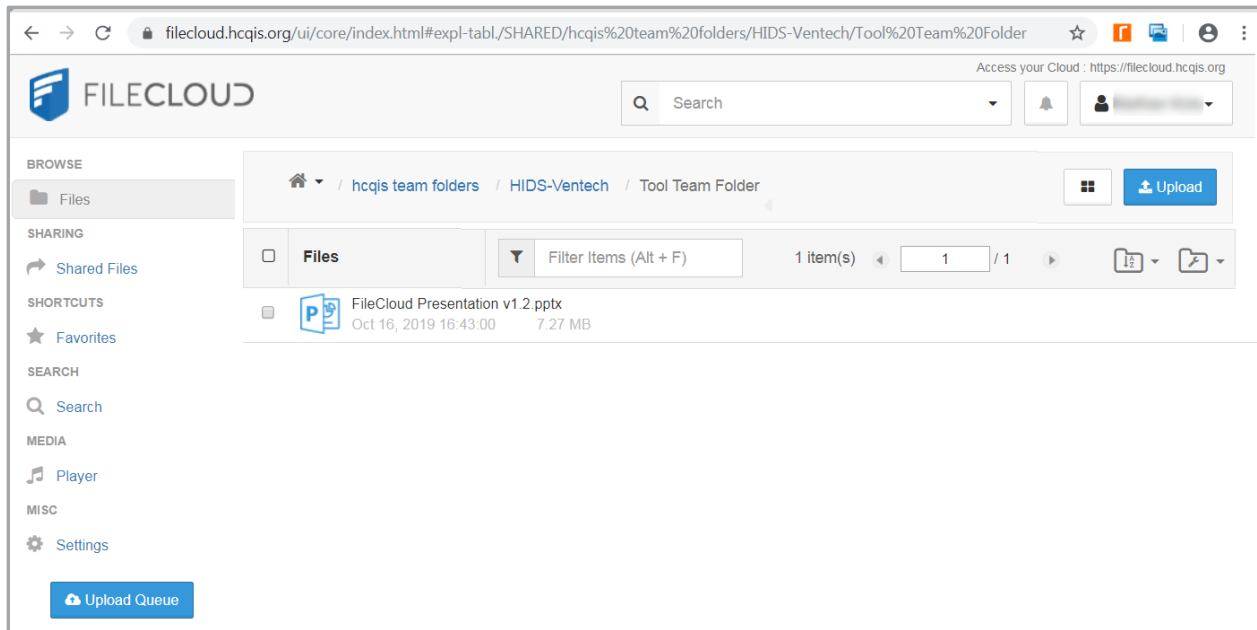 filecloud.hcqis.org/ui/core/index.html#expl-tabl./SHARED/hcqis%20team%20folders/HIDS-Ventech/Tool%20Team%20Folder
Access your Cloud : https://filecloud.hcqis.org
FILECLOUD
Search
BROWSE
Files
SHARING
Shared Files
SHORTCUTS
Favorites
SEARCH
Search
MEDIA
Player
MISC
Settings
Upload Queue
/ hcqis team folders / HIDS-Ventech / Tool Team Folder
Upload
Files Filter Items (Alt + F) 1 item(s) 1 / 1
FileCloud Presentation v1.2.pptx
Oct 16, 2019 16:43:00 7.27 MB